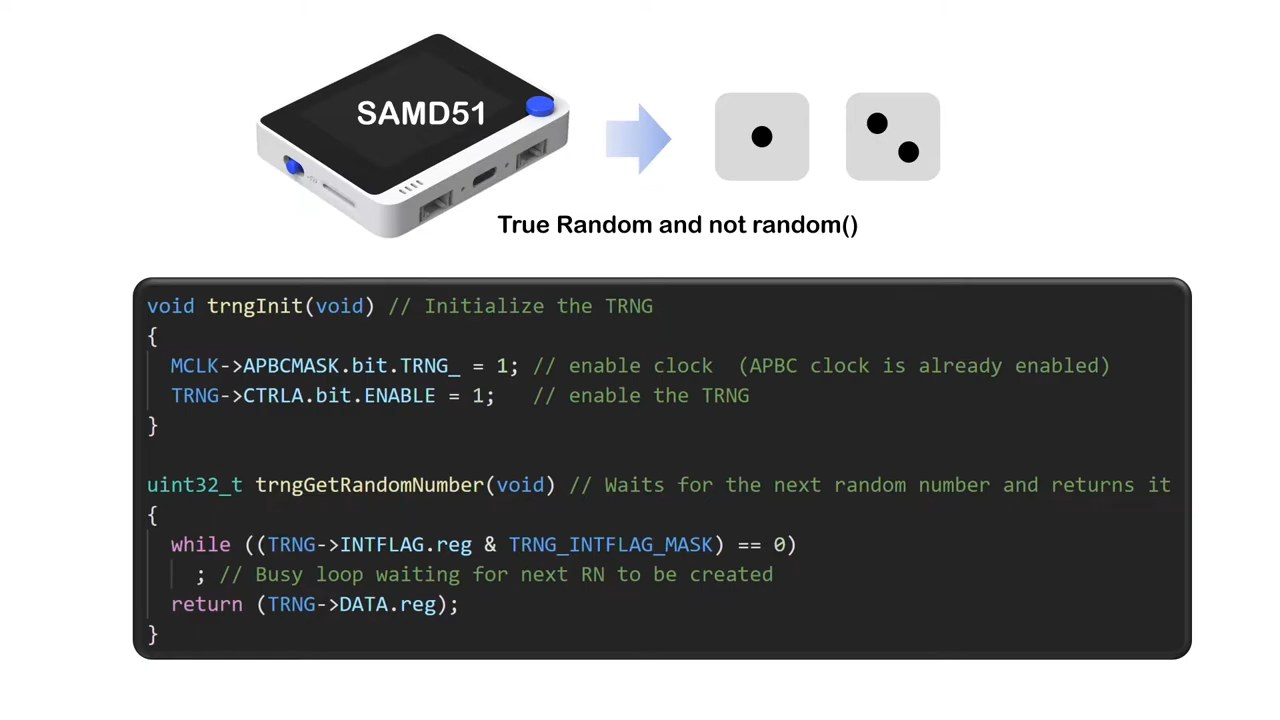 SAMD51
True Random and not random()
void trngInit(void) // Initialize the TRNG
{
MCLK->APBCMASK.bit.TRNG_ = 1; // enable clock  (APBC clock is already enabled)
TRNG->CTRLA.bit.ENABLE = 1;   // enable the TRNG
}
uint32_t trngGetRandomNumber(void) // Waits for the next random number and returns it
{
while ((TRNG->INTFLAG.reg & TRNG_INTFLAG_MASK) == 0)
; // Busy loop waiting for next RN to be created
return (TRNG->DATA.reg);
}